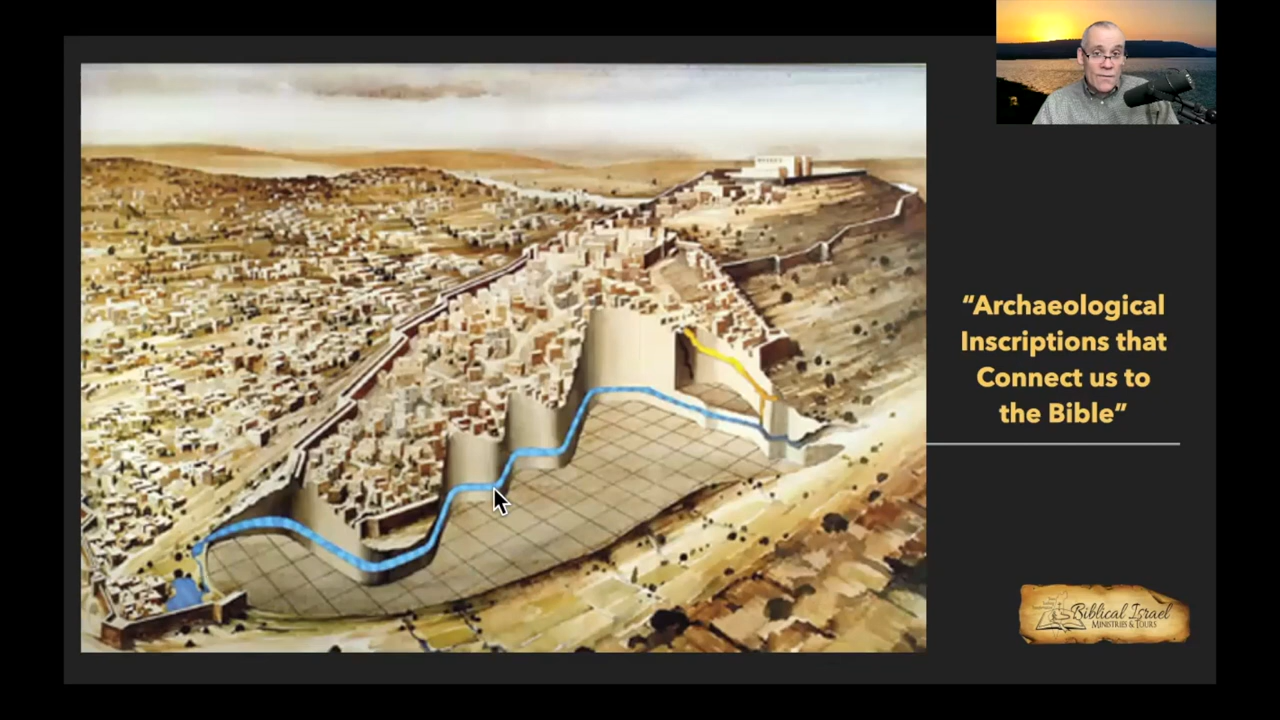 “Archaeological
Inscriptions that
Connect us to
the Bible”
Biblical Israel
MINISTRIES & TOURS